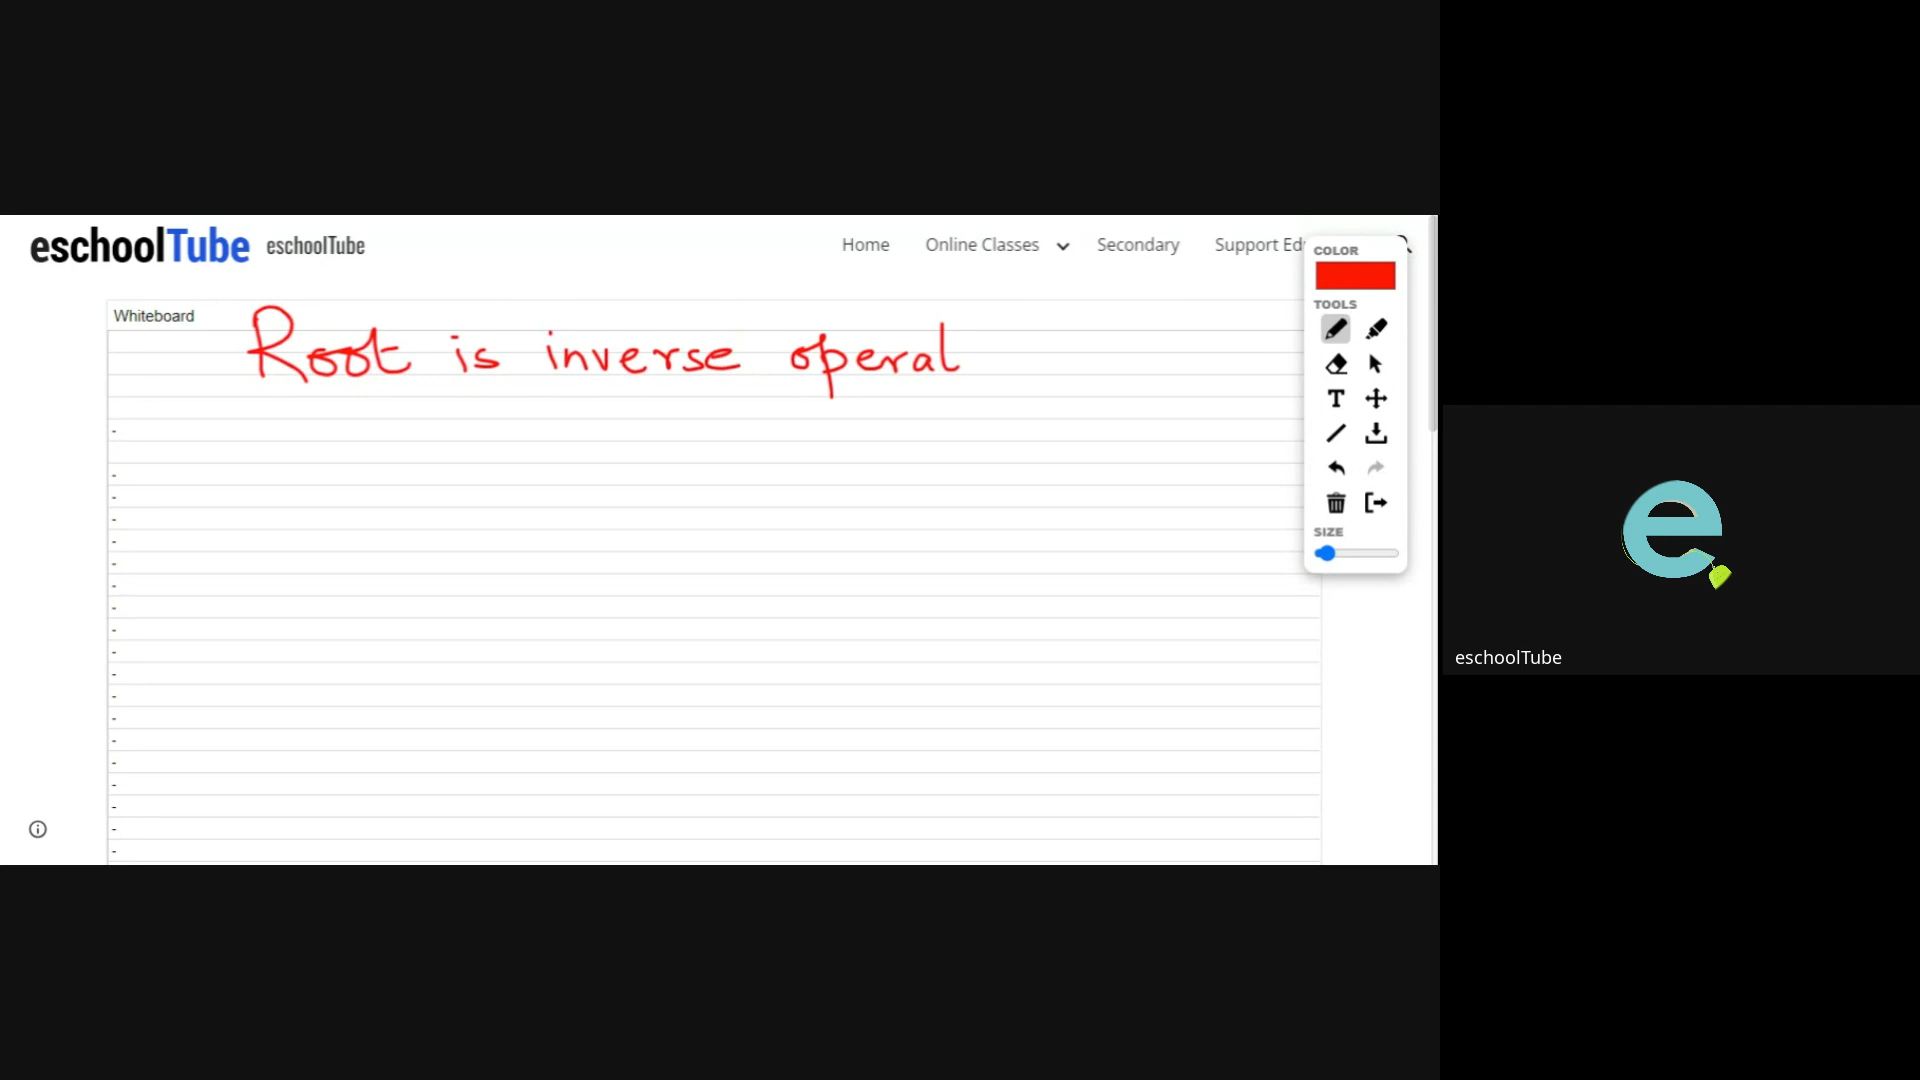 eschoolTube eschoolTube Home Online Classes Secondary Support Ed
COLOR
Whiteboard
TOOLS
Root is inverse operal
T
SIZE
eschoolTube